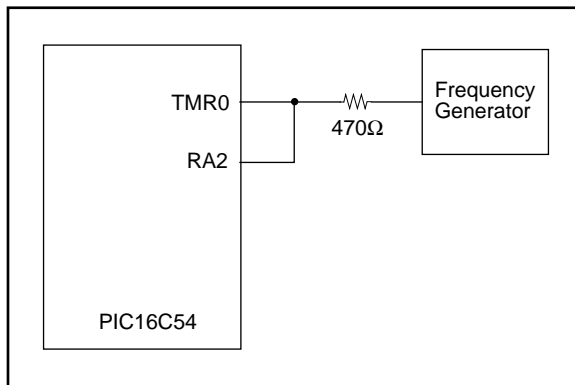 TMR0
Frequency
Generator
470Ω
RA2
PIC16C54